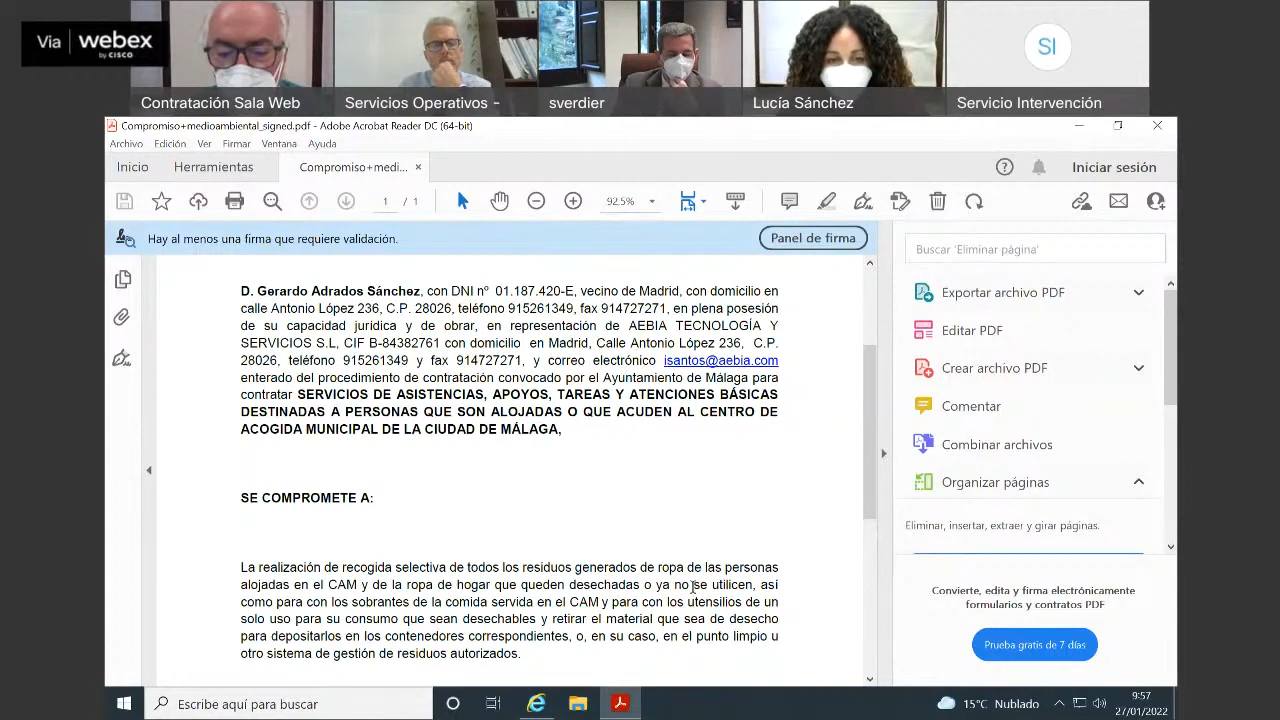 Via webex
by CISCO
Contratación Sala Web
Servicios Operativos -
sverdier
Lucía Sánchez
SI
Servicio Intervención
Compromiso+medioambiental_signed.pdf - Adobe Acrobat Reader DC (64-bit)
Archivo Edición Ver Firmar Ventana Ayuda
Inicio Herramientas Compromiso+medi... × Iniciar sesión
1 / 1 92.5%
Hay al menos una firma que requiere validación. Panel de firma
D. Gerardo Adrados Sánchez, con DNI nº 01.187.420-E, vecino de Madrid, con domicilio en
calle Antonio López 236, C.P. 28026, teléfono 915261349, fax 914727271, en plena posesión
de su capacidad jurídica y de obrar, en representación de AEBIA TECNOLOGÍA Y
SERVICIOS S.L, CIF B-84382761 con domicilio en Madrid, Calle Antonio López 236, C.P.
28026, teléfono 915261349 y fax 914727271, y correo electrónico isantos@aebia.com
enterado del procedimiento de contratación convocado por el Ayuntamiento de Málaga para
contratar SERVICIOS DE ASISTENCIAS, APOYOS, TAREAS Y ATENCIONES BÁSICAS
DESTINADAS A PERSONAS QUE SON ALOJADAS O QUE ACUDEN AL CENTRO DE
ACOGIDA MUNICIPAL DE LA CIUDAD DE MÁLAGA,
SE COMPROMETE A:
La realización de recogida selectiva de todos los residuos generados de ropa de las personas
alojadas en el CAM y de la ropa de hogar que queden desechadas o ya no se utilicen, así
como para con los sobrantes de la comida servida en el CAM y para con los utensilios de un
solo uso para su consumo que sean desechables y retirar el material que sea de desecho
para depositarlos en los contenedores correspondientes, o, en su caso, en el punto limpio u
otro sistema de gestión de residuos autorizados.
Buscar 'Eliminar página'
Exportar archivo PDF
Editar PDF
Crear archivo PDF
Comentar
Combinar archivos
Organizar páginas
Eliminar, insertar, extraer y girar páginas.
Convierte, edita y firma electrónicamente
formularios y contratos PDF
Prueba gratis de 7 días
Escribe aquí para buscar
15°C Nublado
9:57
27/01/2022